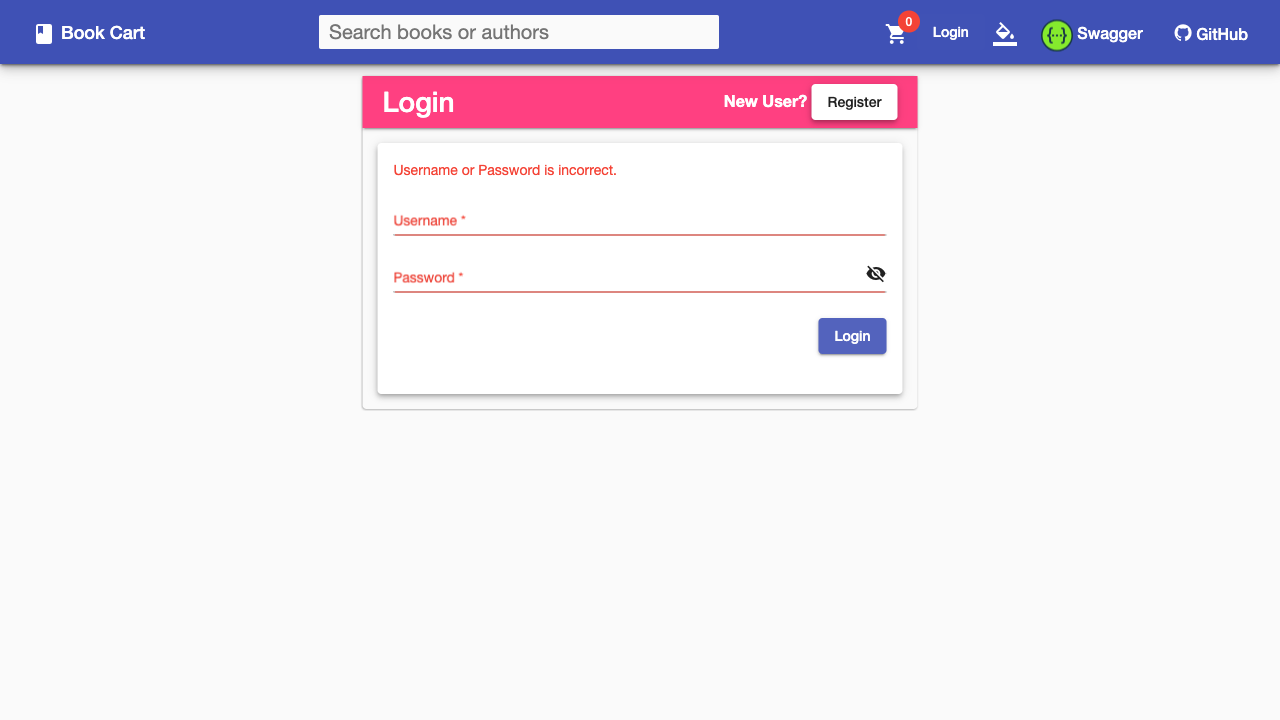 Book Cart
Search books or authors
0
Login
Swagger
GitHub
Login
New User?
Register
Username or Password is incorrect.
Username *
Password *
Login